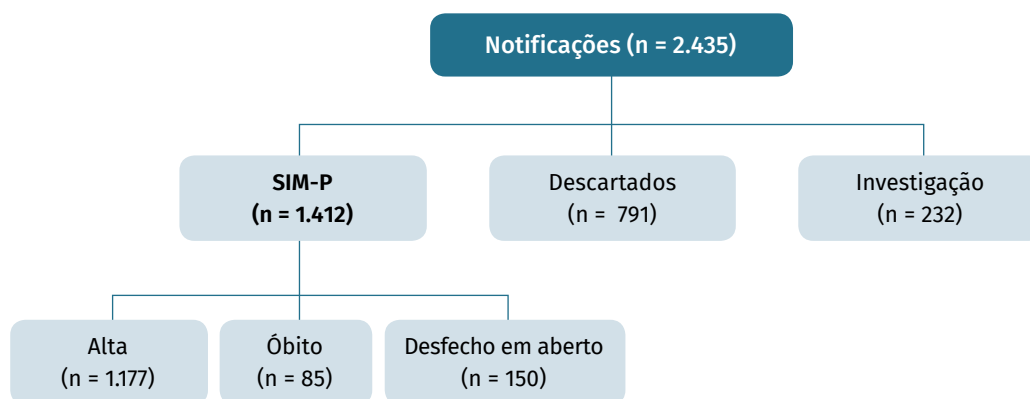 Notificações (n = 2.435)
SIM-P
(n = 1.412)
Descartados
(n = 791)
Investigação
(n = 232)
Alta
(n = 1.177)
Óbito
(n = 85)
Desfecho em aberto
(n = 150)